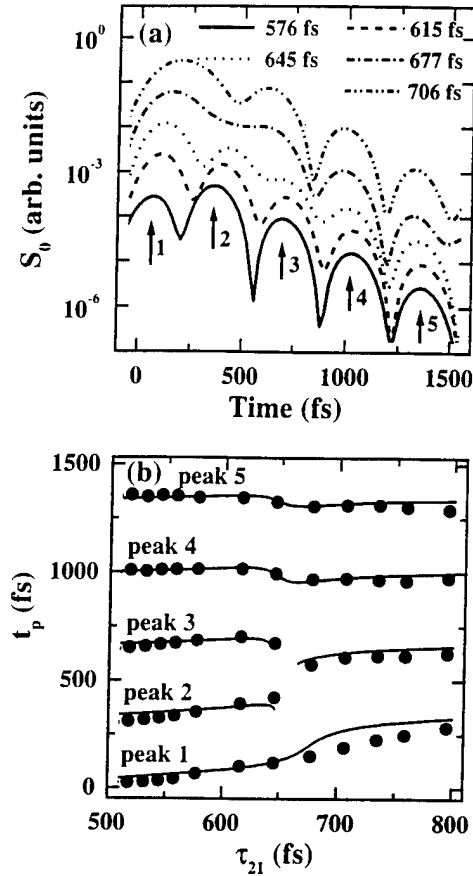 (a)
576 fs
615 fs
645 fs
677 fs
706 fs
10^0
10^-3
10^-6
S_0 (arb. units)
1
2
3
4
5
0
500
1000
1500
Time (fs)
(b)
peak 5
peak 4
peak 3
peak 2
peak 1
1500
1000
500
0
t_p (fs)
500
600
700
800
τ_21 (fs)